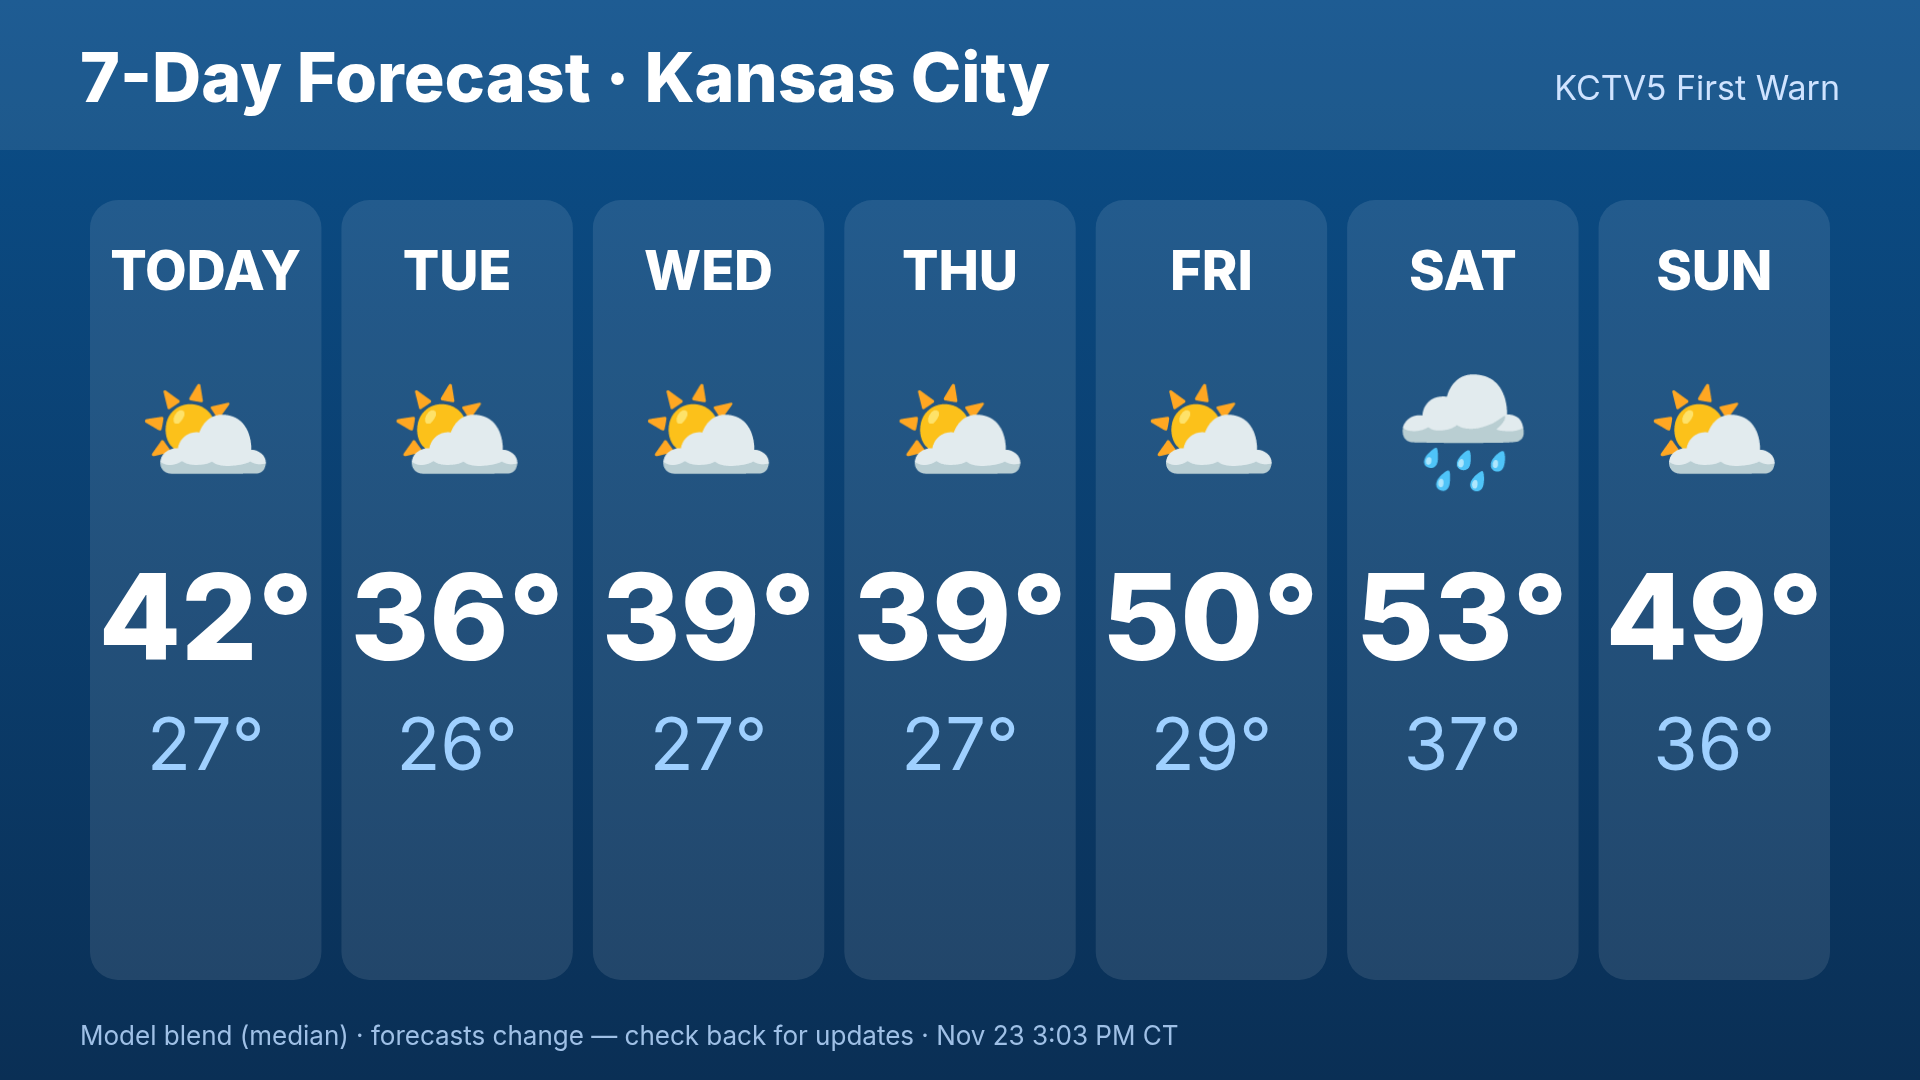 7-Day Forecast · Kansas City
KCTV5 First Warn
TODAY TUE WED THU FRI SAT SUN
42° 36° 39° 39° 50° 53° 49°
27° 26° 27° 27° 29° 37° 36°
Model blend (median) · forecasts change — check back for updates · Nov 23 3:03 PM CT